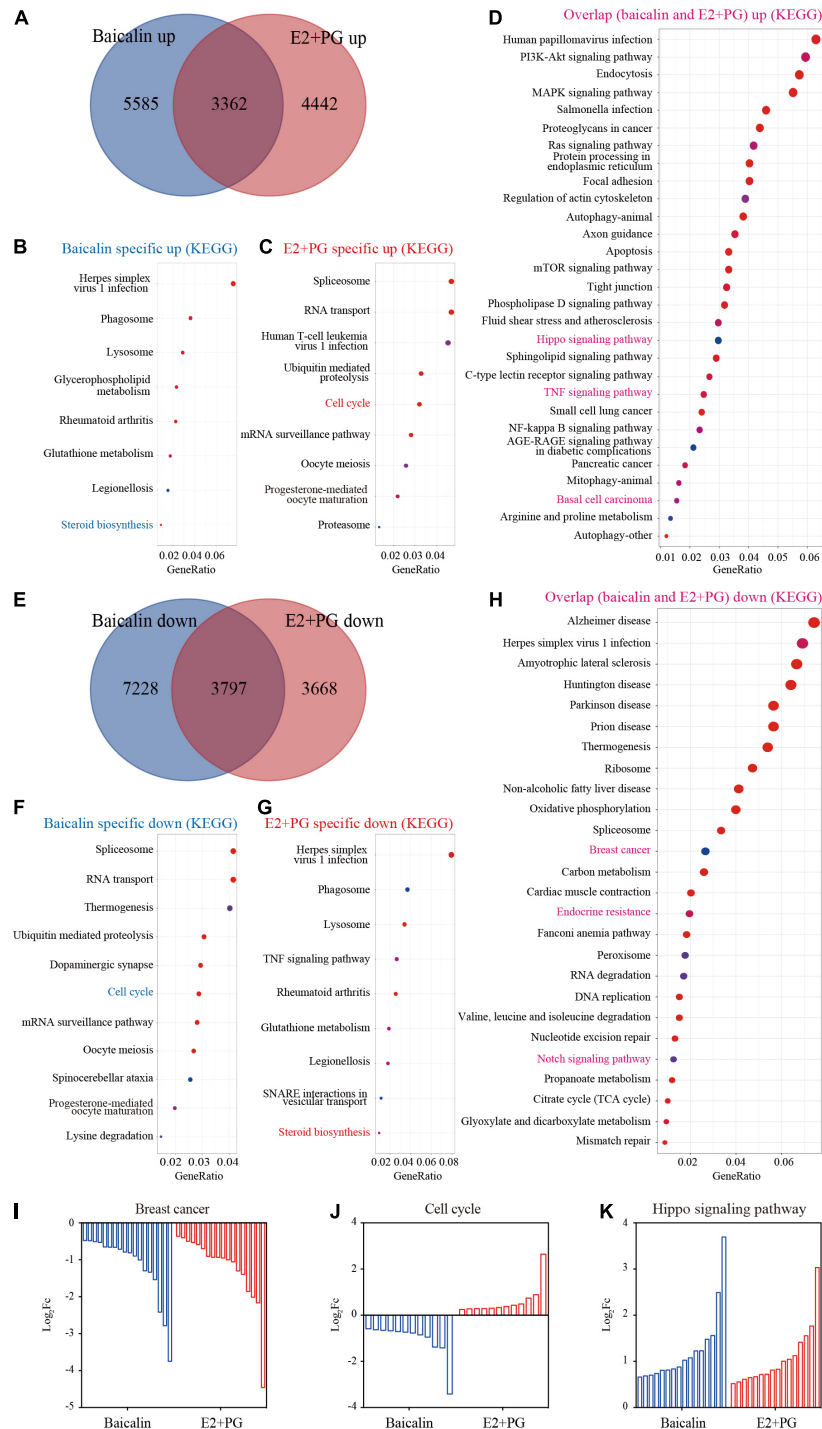 A
Baicalin up
E2+PG up
5585
3362
4442
B
Baicalin specific up (KEGG)
Herpes simplex
virus 1 infection
Phagosome
Lysosome
Glycerophospholipid
metabolism
Rheumatoid arthritis
Glutathione metabolism
Legionellosis
Steroid biosynthesis
0.02 0.04 0.06
GeneRatio
C
E2+PG specific up (KEGG)
Spliceosome
RNA transport
Human T-cell leukemia
virus 1 infection
Ubiquitin mediated
proteolysis
Cell cycle
mRNA surveillance pathway
Oocyte meiosis
Progesterone-mediated
oocyte maturation
Proteasome
0.02 0.03 0.04
GeneRatio
D
Overlap (baicalin and E2+PG) up (KEGG)
Human papillomavirus infection
PI3K-Akt signaling pathway
Endocytosis
MAPK signaling pathway
Salmonella infection
Proteoglycans in cancer
Ras signaling pathway
Protein processing in
endoplasmic reticulum
Focal adhesion
Regulation of actin cytoskeleton
Autophagy-animal
Axon guidance
Apoptosis
mTOR signaling pathway
Tight junction
Phospholipase D signaling pathway
Fluid shear stress and atherosclerosis
Hippo signaling pathway
Sphingolipid signaling pathway
C-type lectin receptor signaling pathway
TNF signaling pathway
Small cell lung cancer
NF-kappa B signaling pathway
AGE-RAGE signaling pathway
in diabetic complications
Pancreatic cancer
Mitophagy-animal
Basal cell carcinoma
Arginine and proline metabolism
Autophagy-other
0.01 0.02 0.03 0.04 0.05 0.06
GeneRatio
E
Baicalin down
E2+PG down
7228
3797
3668
F
Baicalin specific down (KEGG)
Spliceosome
RNA transport
Thermogenesis
Ubiquitin mediated proteolysis
Dopaminergic synapse
Cell cycle
mRNA surveillance pathway
Oocyte meiosis
Spinocerebellar ataxia
Progesterone-mediated
oocyte maturation
Lysine degradation
0.02 0.03 0.04
GeneRatio
G
E2+PG specific down (KEGG)
Herpes simplex
virus 1 infection
Phagosome
Lysosome
TNF signaling pathway
Rheumatoid arthritis
Glutathione metabolism
Legionellosis
SNARE interactions in
vesicular transport
Steroid biosynthesis
0.02 0.04 0.06 0.08
GeneRatio
H
Overlap (baicalin and E2+PG) down (KEGG)
Alzheimer disease
Herpes simplex virus 1 infection
Amyotrophic lateral sclerosis
Huntington disease
Parkinson disease
Prion disease
Thermogenesis
Ribosome
Non-alcoholic fatty liver disease
Oxidative phosphorylation
Spliceosome
Breast cancer
Carbon metabolism
Cardiac muscle contraction
Endocrine resistance
Fanconi anemia pathway
Peroxisome
RNA degradation
DNA replication
Valine, leucine and isoleucine degradation
Nucleotide excision repair
Notch signaling pathway
Propanoate metabolism
Citrate cycle (TCA cycle)
Glyoxylate and dicarboxylate metabolism
Mismatch repair
0.02 0.04 0.06
GeneRatio
I
Breast cancer
0
-1
-2
-3
-4
-5
Log2Fc
Baicalin E2+PG
J
Cell cycle
4
2
0
-2
-4
Log2Fc
Baicalin E2+PG
K
Hippo signaling pathway
4
3
2
1
0
Log2Fc
Baicalin E2+PG